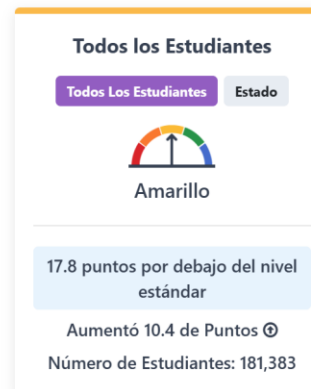 Todos los Estudiantes
Todos Los Estudiantes Estado
Amarillo
17.8 puntos por debajo del nivel
estándar
Aumentó 10.4 de Puntos
Número de Estudiantes: 181,383